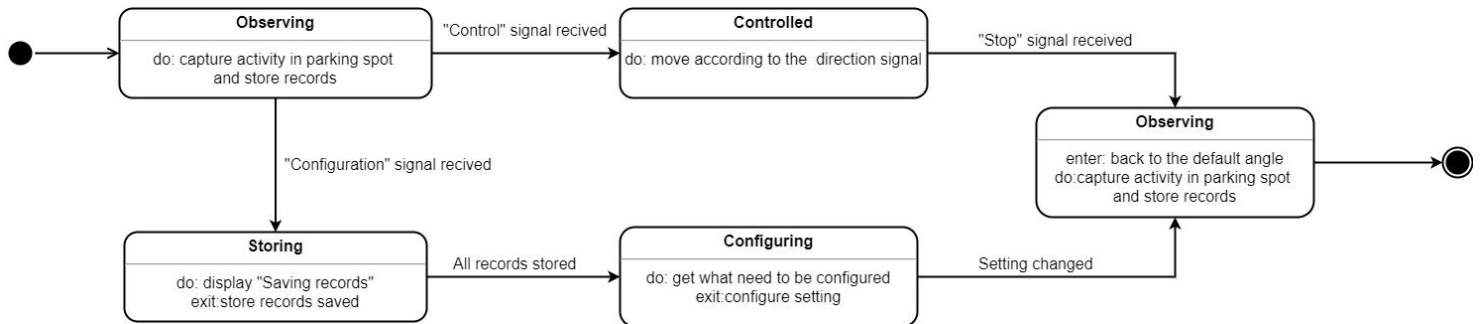 Observing
do: capture activity in parking spot
and store records
"Control" signal recived
Controlled
do: move according to the direction signal
"Stop" signal received
Observing
enter: back to the default angle
do:capture activity in parking spot
and store records
"Configuration" signal recived
Storing
do: display "Saving records"
exit:store records saved
All records stored
Configuring
do: get what need to be configured
exit:configure setting
Setting changed